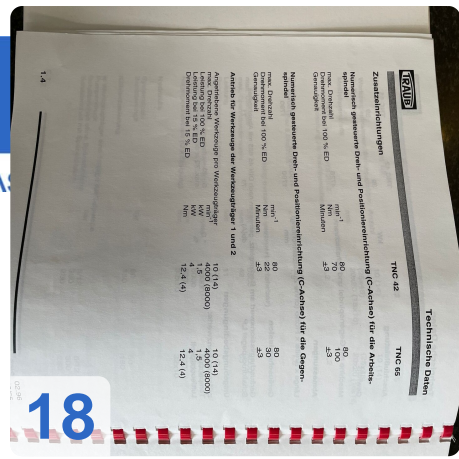 Technische Daten
TRAUB
Zusatzeinrichtungen TNC 42 TNC 65
Numerisch gesteuerte Dreh- und Positioniereinrichtung (C-Achse) für die Arbeits-
spindel
max. Drehzahl min⁻¹ 80 80
Drehmoment bei 100 % ED Nm 70 100
Genauigkeit Minuten ±3 ±3
Numerisch gesteuerte Dreh- und Positioniereinrichtung (C-Achse) für die Gegen-
spindel
max. Drehzahl min⁻¹ 80 80
Drehmoment bei 100 % ED Nm 22 30
Genauigkeit Minuten ±3 ±3
Antrieb für Werkzeuge der Werkzeugträger 1 und 2
Angetriebene Werkzeuge pro Werkzeugträger 10 (14) 10 (14)
max. Drehzahl min⁻¹ 4000 (8000) 4000 (8000)
Leistung bei 100 % ED kW 1,5 1,5
Leistung bei 15 % ED kW 4 4
Drehmoment bei 15 % ED Nm 12,4 (4) 12,4 (4)
1.4
18